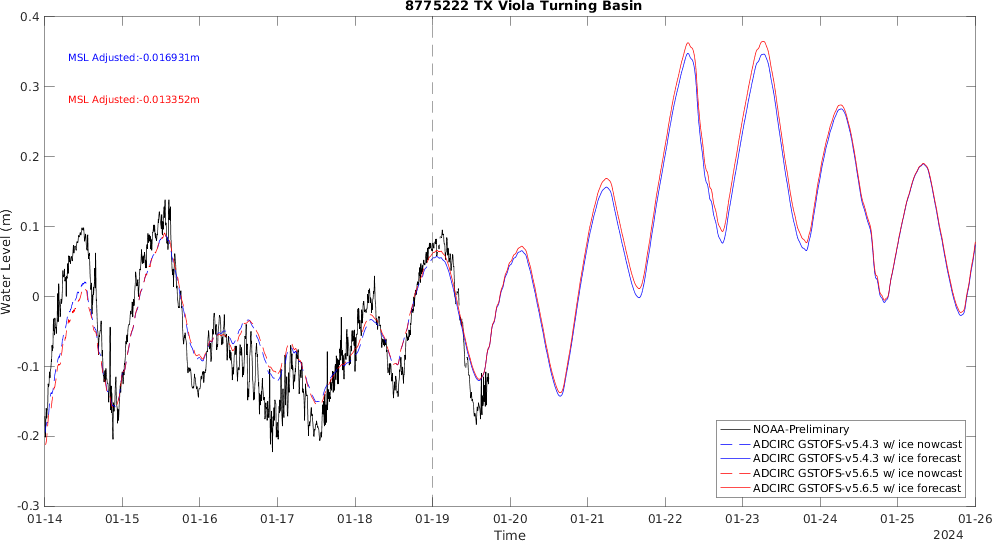 8775222 TX Viola Turning Basin
MSL Adjusted:-0.016931m
MSL Adjusted:-0.013352m
Water Level (m)
0.4
0.3
0.2
0.1
0
-0.1
-0.2
-0.3
NOAA-Preliminary
ADCIRC GSTOFS-v5.4.3 w/ ice nowcast
ADCIRC GSTOFS-v5.4.3 w/ ice forecast
ADCIRC GSTOFS-v5.6.5 w/ ice nowcast
ADCIRC GSTOFS-v5.6.5 w/ ice forecast
01-14 01-15 01-16 01-17 01-18 01-19 01-20 01-21 01-22 01-23 01-24 01-25 01-26
Time
2024